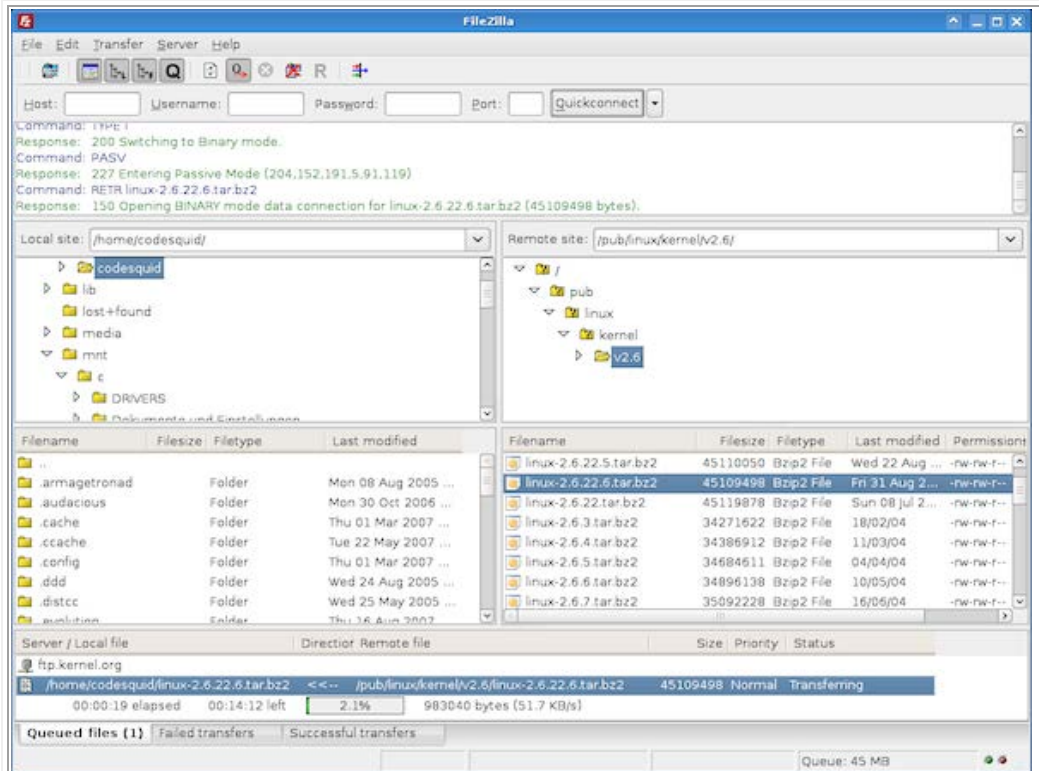 FileZilla
File Edit Transfer Server Help
Q R
Host: Username: Password: Port: Quickconnect
Command: TYPE I
Response: 200 Switching to Binary mode.
Command: PASV
Response: 227 Entering Passive Mode (204,152,191,5,91,119)
Command: RETR linux-2.6.22.6.tar.bz2
Response: 150 Opening BINARY mode data connection for linux-2.6.22.6.tar.bz2 (45109498 bytes).
Local site: /home/codesquid/
Remote site: /pub/linux/kernel/v2.6/
codesquid
lib
lost+found
media
mnt
c
DRIVERS
Dokumente und Einstellungen
/
pub
linux
kernel
v2.6
Filename Filesize Filetype Last modified
..
.armagetronad Folder Mon 08 Aug 2005 ...
.audacious Folder Mon 30 Oct 2006 ...
.cache Folder Thu 01 Mar 2007 ...
.ccache Folder Tue 22 May 2007 ...
.config Folder Thu 01 Mar 2007 ...
.ddd Folder Wed 24 Aug 2005 ...
.distcc Folder Wed 25 May 2005 ...
.evolution Folder Thu 16 Aug 2007
Filename Filesize Filetype Last modified Permissions
linux-2.6.22.5.tar.bz2 45110050 Bzip2 File Wed 22 Aug ... -rw-rw-r--
linux-2.6.22.6.tar.bz2 45109498 Bzip2 File Fri 31 Aug 2... -rw-rw-r--
linux-2.6.22.tar.bz2 45119878 Bzip2 File Sun 08 Jul 2... -rw-rw-r--
linux-2.6.3.tar.bz2 34271622 Bzip2 File 18/02/04 -rw-rw-r--
linux-2.6.4.tar.bz2 34386912 Bzip2 File 11/03/04 -rw-rw-r--
linux-2.6.5.tar.bz2 34684611 Bzip2 File 04/04/04 -rw-rw-r--
linux-2.6.6.tar.bz2 34896138 Bzip2 File 10/05/04 -rw-rw-r--
linux-2.6.7.tar.bz2 35092228 Bzip2 File 16/06/04 -rw-rw-r--
Server / Local file Direction Remote file Size Priority Status
ftp.kernel.org
/home/codesquid/linux-2.6.22.6.tar.bz2 <<-- /pub/linux/kernel/v2.6/linux-2.6.22.6.tar.bz2 45109498 Normal Transferring
00:00:19 elapsed 00:14:12 left 2.1% 983040 bytes (51.7 KB/s)
Queued files (1) Failed transfers Successful transfers
Queue: 45 MB